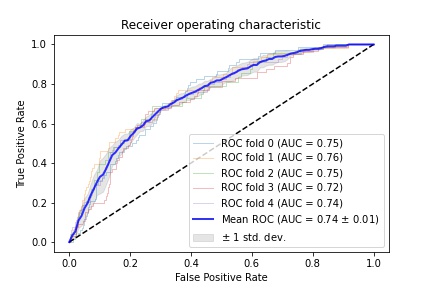 Receiver operating characteristic
True Positive Rate
1.0
0.8
0.6
0.4
0.2
0.0
ROC fold 0 (AUC = 0.75)
ROC fold 1 (AUC = 0.76)
ROC fold 2 (AUC = 0.75)
ROC fold 3 (AUC = 0.72)
ROC fold 4 (AUC = 0.74)
Mean ROC (AUC = 0.74 ± 0.01)
± 1 std. dev.
0.0 0.2 0.4 0.6 0.8 1.0
False Positive Rate